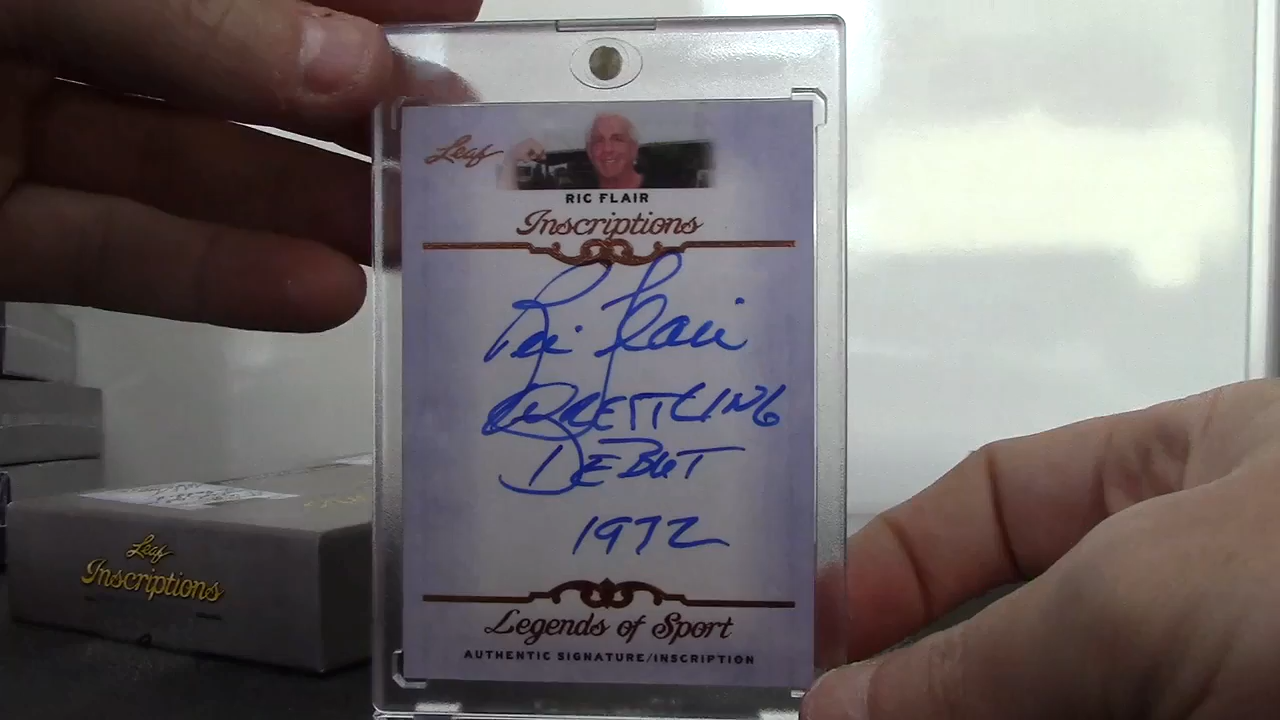 Leaf
RIC FLAIR
Inscriptions
Ric Flair
WRESTLING
DEBUT
1972
Legends of Sport
AUTHENTIC SIGNATURE/INSCRIPTION
Leaf
Inscriptions